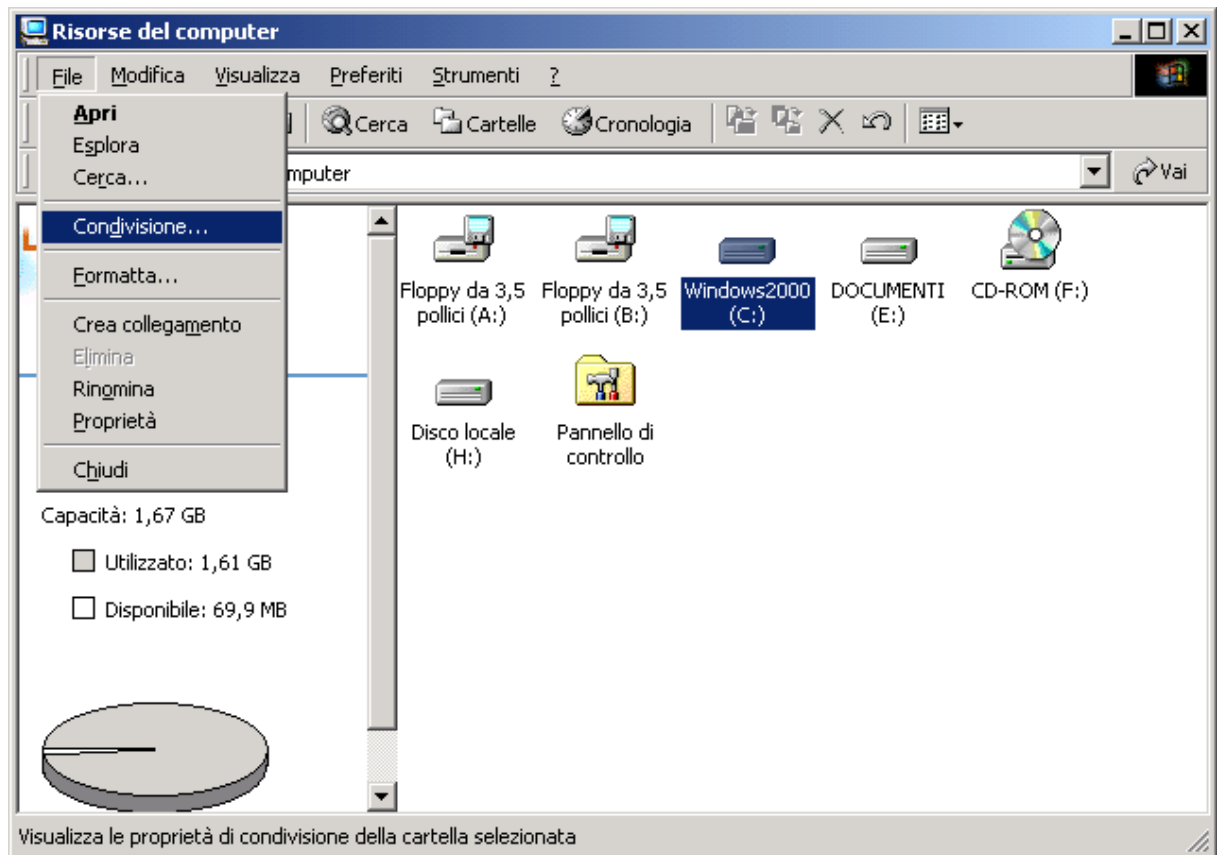 Risorse del computer
File Modifica Visualizza Preferiti Strumenti ?
Cerca Cartelle Cronologia
mputer Vai
Apri
Esplora
Cerca...
Condivisione...
Formatta...
Crea collegamento
Elimina
Rinomina
Proprietà
Chiudi
Capacità: 1,67 GB
Utilizzato: 1,61 GB
Disponibile: 69,9 MB
Floppy da 3,5
pollici (A:)
Floppy da 3,5
pollici (B:)
Windows2000
(C:)
DOCUMENTI
(E:)
CD-ROM (F:)
Disco locale
(H:)
Pannello di
controllo
Visualizza le proprietà di condivisione della cartella selezionata